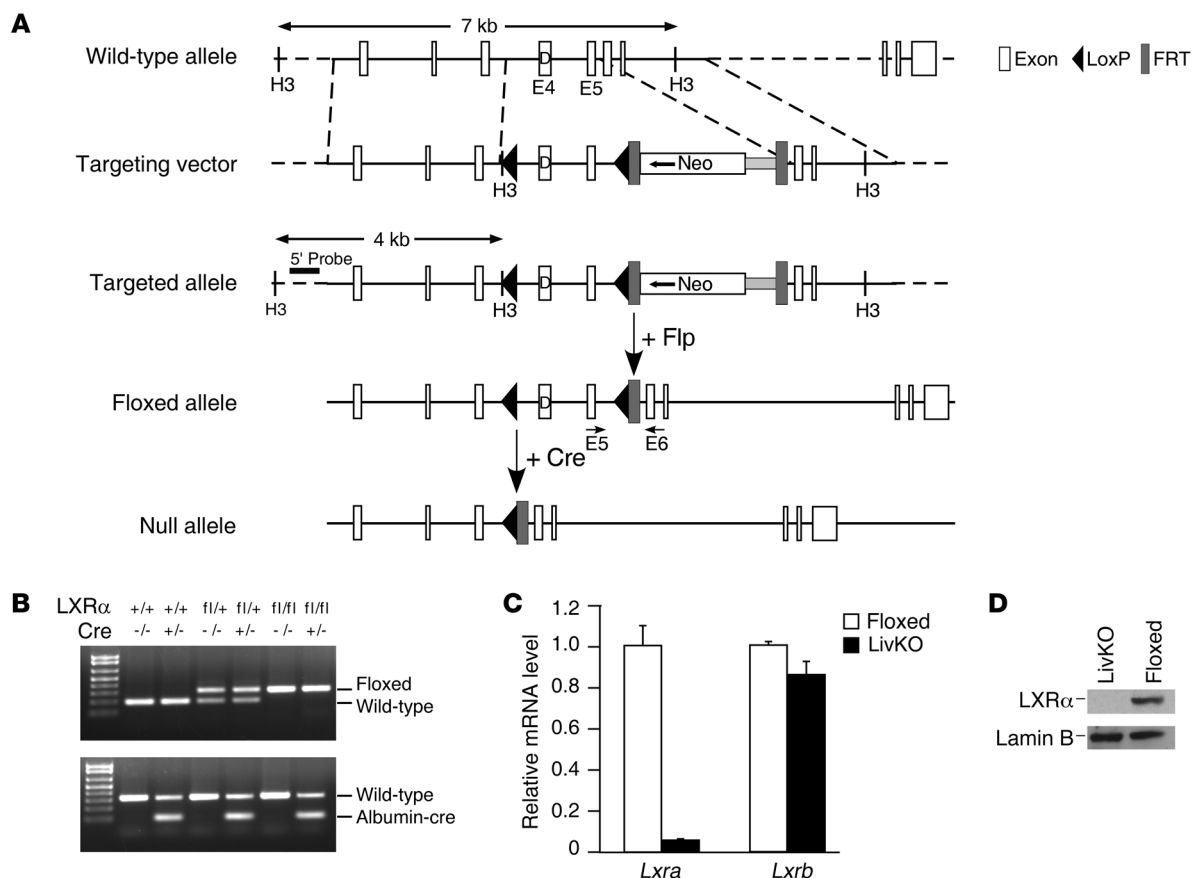 A
7 kb
Wild-type allele
H3
D
E4
E5
H3
Exon
LoxP
FRT
Targeting vector
D
Neo
H3
H3
4 kb
5' Probe
Targeted allele
D
Neo
H3
H3
H3
+ Flp
Floxed allele
D
E5
E6
+ Cre
Null allele
B
LXRα +/+ +/+ fl/+ fl/+ fl/fl fl/fl
Cre -/- +/- -/- +/- -/- +/-
Floxed
Wild-type
Wild-type
Albumin-cre
C
Relative mRNA level
1.2
1.0
0.8
0.6
0.4
0.2
0
Floxed
LivKO
Lxra
Lxrb
D
LivKO
Floxed
LXRα
Lamin B